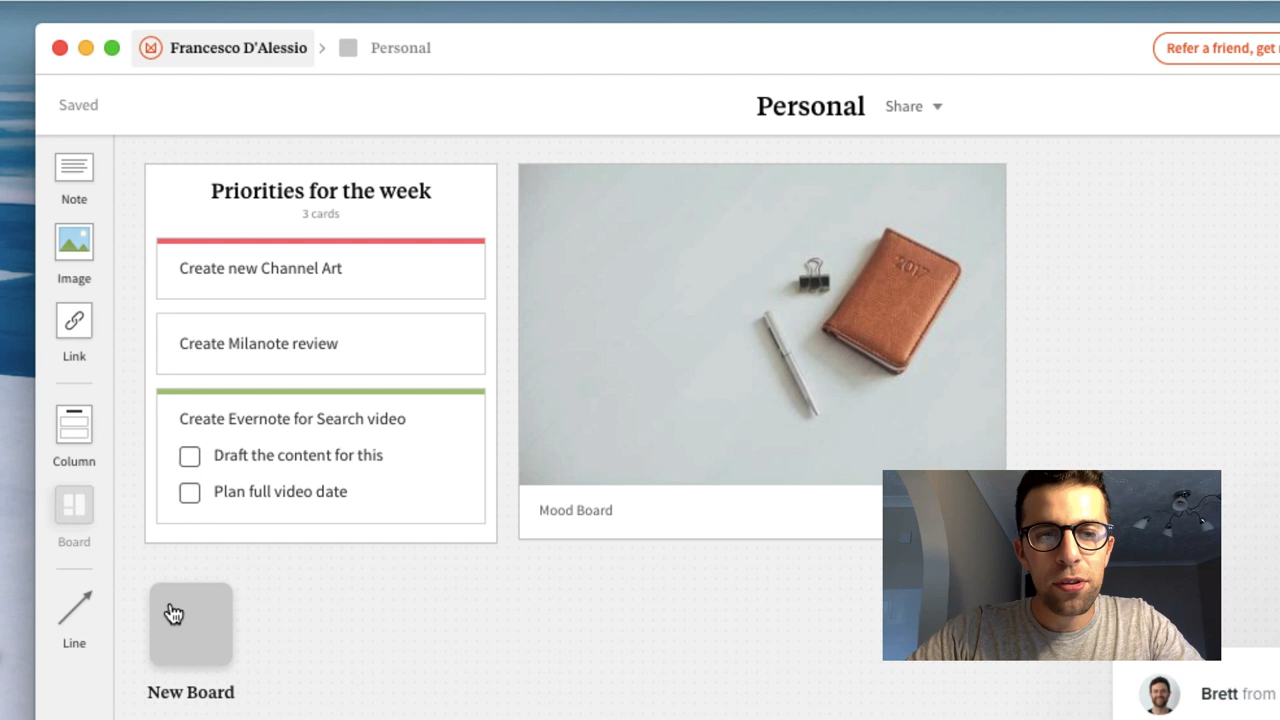 Francesco D'Alessio > Personal
Refer a friend, get
Saved
Personal Share
Note
Image
Link
Column
Board
Line
Priorities for the week
3 cards
Create new Channel Art
Create Milanote review
Create Evernote for Search video
Draft the content for this
Plan full video date
2017
Mood Board
New Board
Brett from